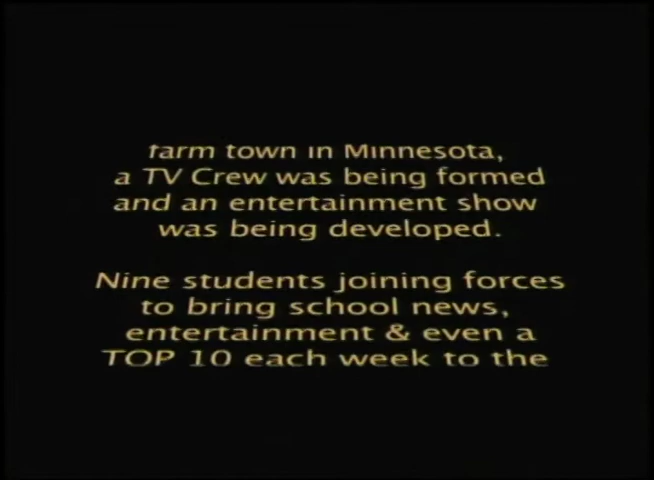 farm town in Minnesota,
a TV Crew was being formed
and an entertainment show
was being developed.
Nine students joining forces
to bring school news,
entertainment & even a
TOP 10 each week to the